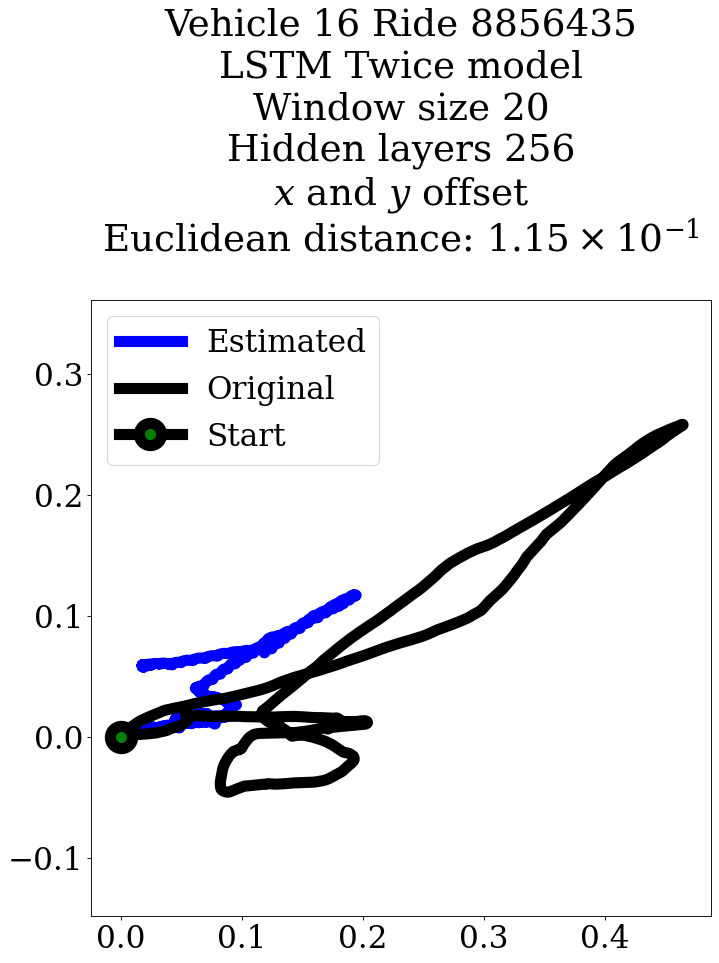 Vehicle 16 Ride 8856435
LSTM Twice model
Window size 20
Hidden layers 256
x and y offset
Euclidean distance: 1.15 × 10⁻¹
Estimated
Original
Start
0.3
0.2
0.1
0.0
−0.1
0.0 0.1 0.2 0.3 0.4